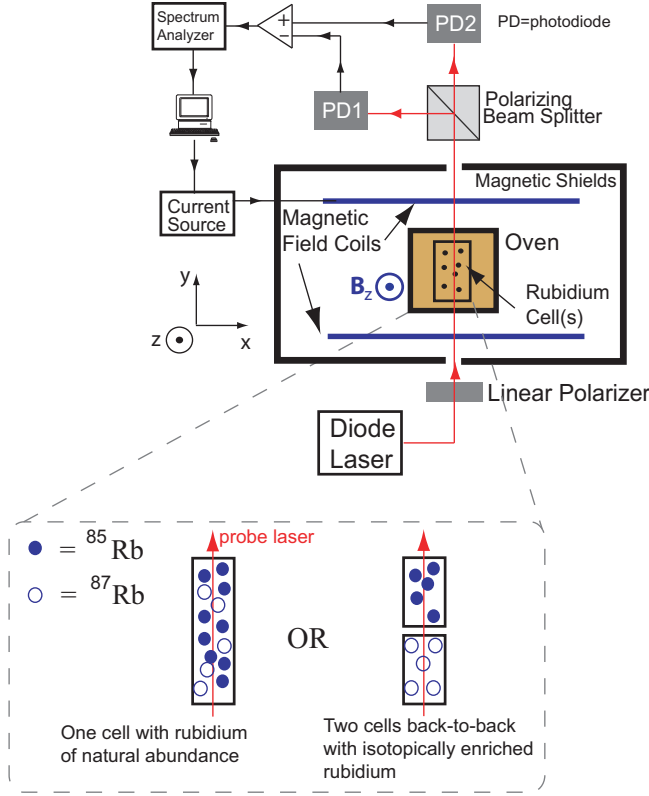 Spectrum
Analyzer
+
−
PD2
PD=photodiode
PD1
Polarizing
Beam Splitter
Magnetic Shields
Current
Source
Magnetic
Field Coils
Oven
Bz
Rubidium
Cell(s)
y
x
z
Linear Polarizer
Diode
Laser
= 85Rb
= 87Rb
probe laser
OR
One cell with rubidium
of natural abundance
Two cells back-to-back
with isotopically enriched
rubidium